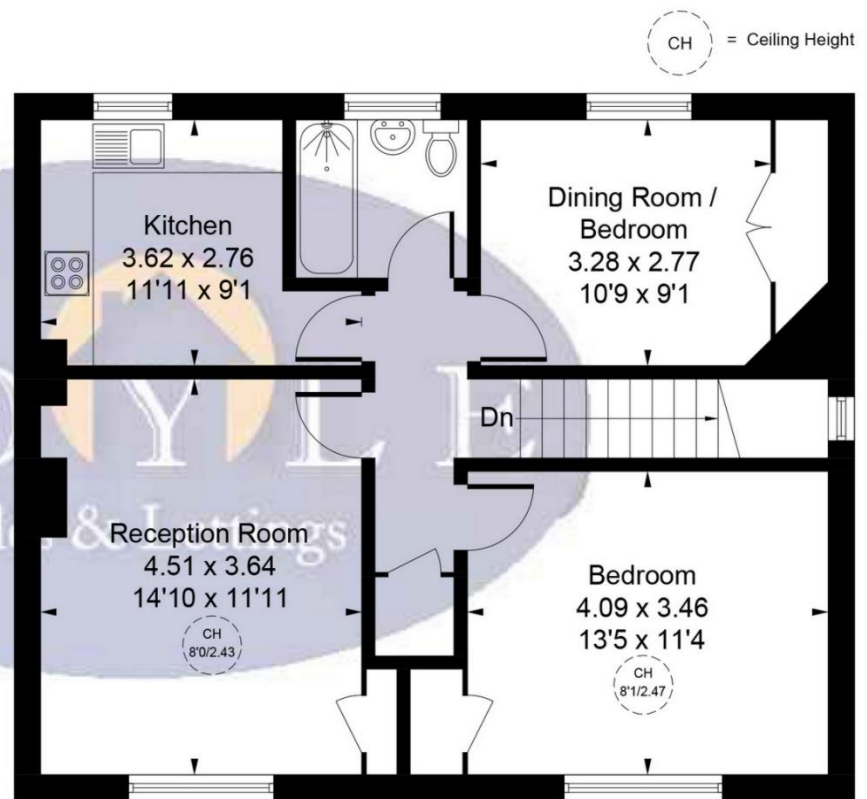 CH = Ceiling Height
Kitchen
3.62 x 2.76
11'11 x 9'1
Dining Room /
Bedroom
3.28 x 2.77
10'9 x 9'1
Dn
OYLE
& Lettings
Reception Room
4.51 x 3.64
14'10 x 11'11
CH
8'0/2.43
Bedroom
4.09 x 3.46
13'5 x 11'4
CH
8'1/2.47